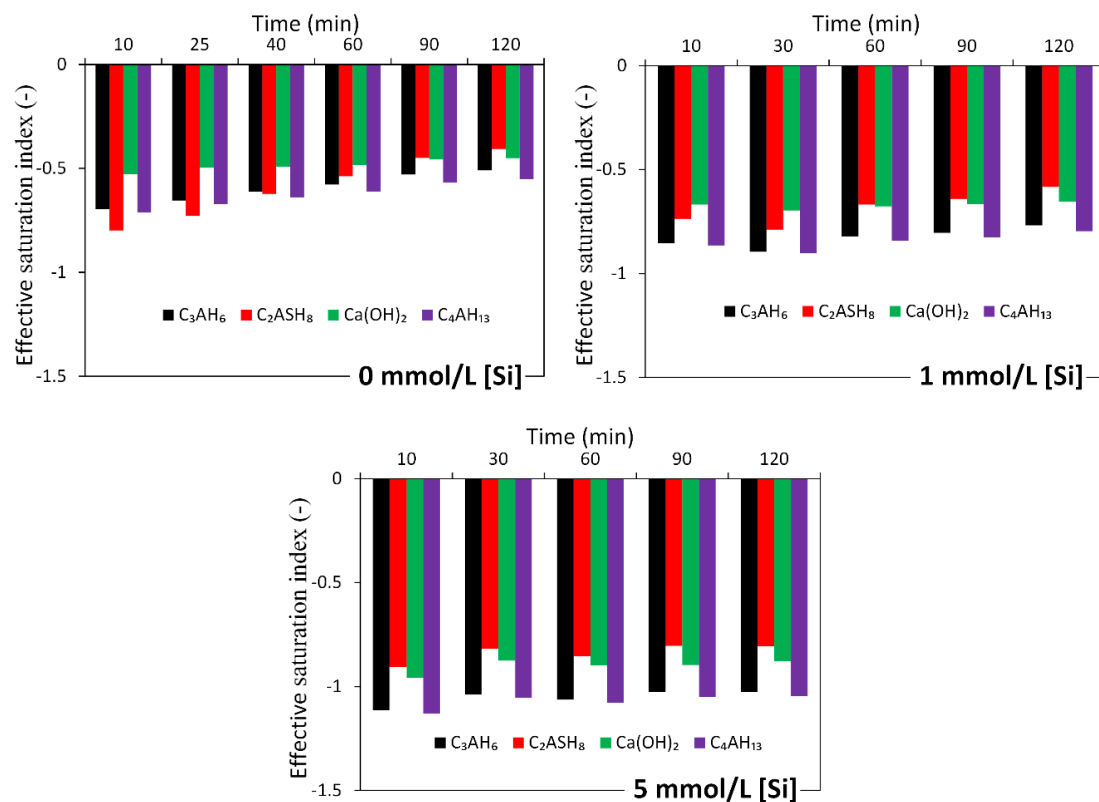 Time (min)
10 25 40 60 90 120
0
-0.5
-1
-1.5
Effective saturation index (-)
C₃AH₆ C₂ASH₈ Ca(OH)₂ C₄AH₁₃
0 mmol/L [Si]
Time (min)
10 30 60 90 120
0
-0.5
-1
-1.5
Effective saturation index (-)
C₃AH₆ C₂ASH₈ Ca(OH)₂ C₄AH₁₃
1 mmol/L [Si]
Time (min)
10 30 60 90 120
0
-0.5
-1
-1.5
Effective saturation index (-)
C₃AH₆ C₂ASH₈ Ca(OH)₂ C₄AH₁₃
5 mmol/L [Si]